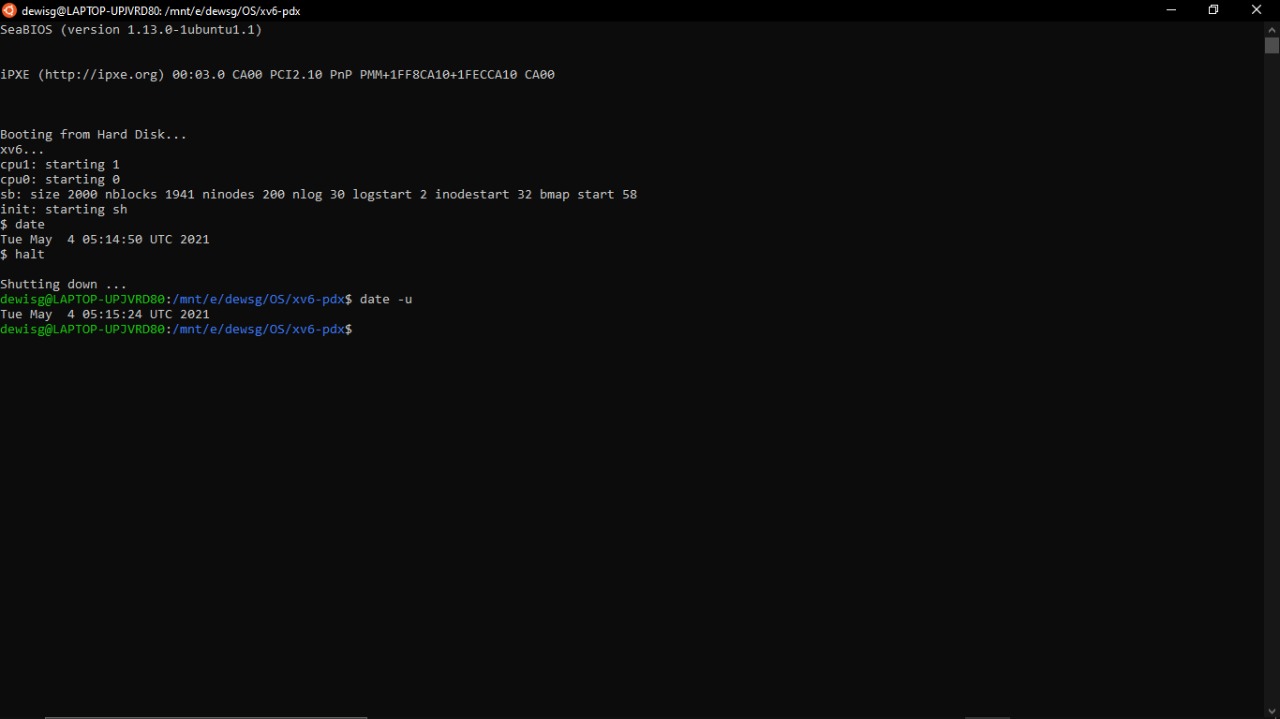 dewisg@LAPTOP-UPJVRD80: /mnt/e/dewsg/OS/xv6-pdx
SeaBIOS (version 1.13.0-1ubuntu1.1)
iPXE (http://ipxe.org) 00:03.0 CA00 PCI2.10 PnP PMM+1FF8CA10+1FECCA10 CA00
Booting from Hard Disk...
xv6...
cpu1: starting 1
cpu0: starting 0
sb: size 2000 nblocks 1941 ninodes 200 nlog 30 logstart 2 inodestart 32 bmap start 58
init: starting sh
$ date
Tue May  4 05:14:50 UTC 2021
$ halt
Shutting down ...
dewisg@LAPTOP-UPJVRD80:/mnt/e/dewsg/OS/xv6-pdx$ date -u
Tue May  4 05:15:24 UTC 2021
dewisg@LAPTOP-UPJVRD80:/mnt/e/dewsg/OS/xv6-pdx$